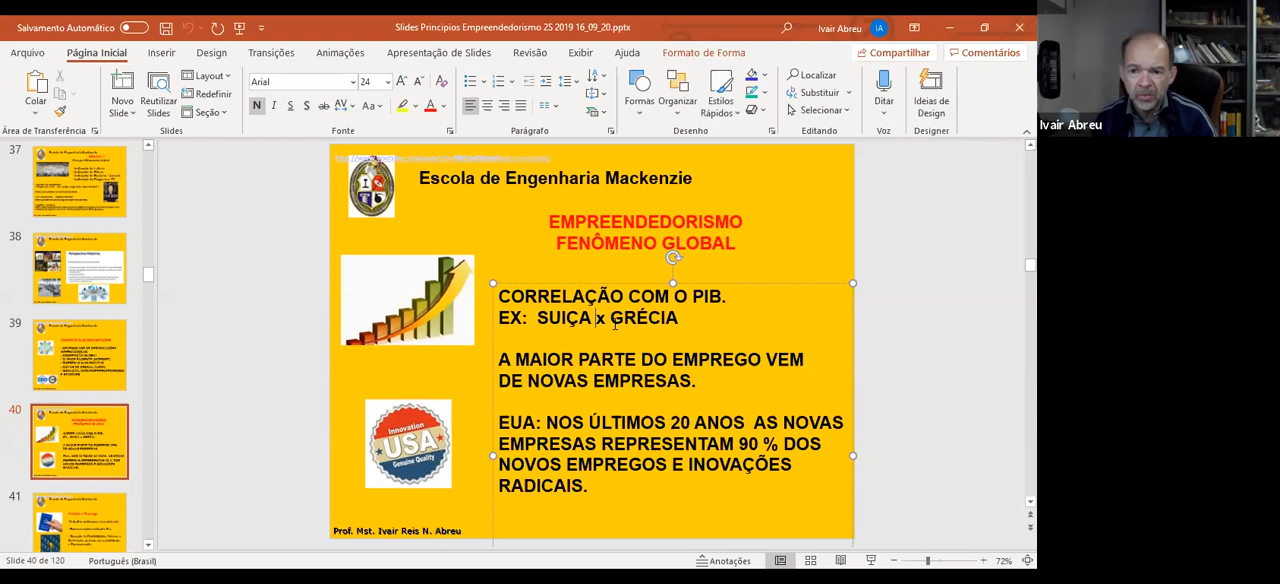 Salvamento Automático
Slides Principios Empreendedorismo 2S 2019 16_09_20.pptx
Ivair Abreu
IA
Arquivo
Página Inicial
Inserir
Design
Transições
Animações
Apresentação de Slides
Revisão
Exibir
Ajuda
Formato de Forma
Compartilhar
Comentários
Colar
Novo
Slide
Reutilizar
Slides
Layout
Redefinir
Seção
Arial
24
N I S S ab AV Aa A
Formas
Organizar
Estilos
Rápidos
Localizar
Substituir
Selecionar
Ditar
Ideias de
Design
Área de Transferência
Slides
Fonte
Parágrafo
Desenho
Editando
Voz
Designer
Ivair Abreu
37
38
39
40
41
Escola de Engenharia Mackenzie
EMPREENDEDORISMO
FENÔMENO GLOBAL
CORRELAÇÃO COM O PIB.
EX: SUIÇA x GRÉCIA
A MAIOR PARTE DO EMPREGO VEM
DE NOVAS EMPRESAS.
EUA: NOS ÚLTIMOS 20 ANOS AS NOVAS
EMPRESAS REPRESENTAM 90 % DOS
NOVOS EMPREGOS E INOVAÇÕES
RADICAIS.
Innovation
USA
Genuine Quality
Prof. Mst. Ivair Reis N. Abreu
Slide 40 de 120
Português (Brasil)
Anotações
72%